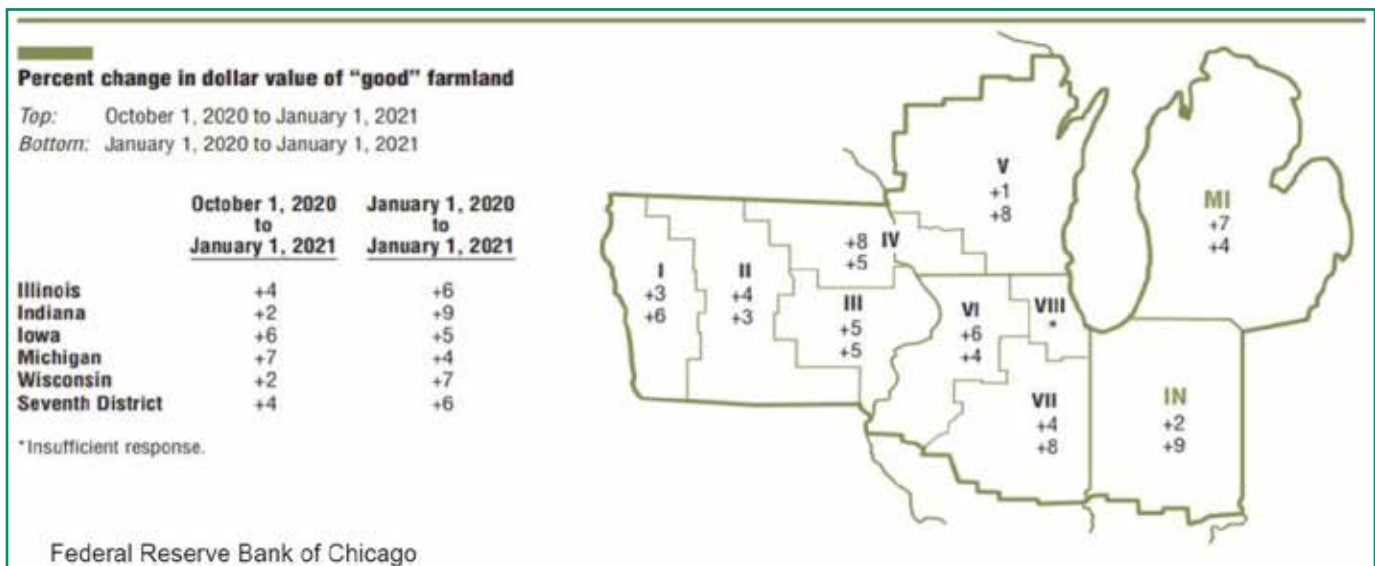 Percent change in dollar value of “good” farmland
Top: October 1, 2020 to January 1, 2021
Bottom: January 1, 2020 to January 1, 2021
October 1, 2020 January 1, 2020
to to
January 1, 2021 January 1, 2021
Illinois +4 +6
Indiana +2 +9
Iowa +6 +5
Michigan +7 +4
Wisconsin +2 +7
Seventh District +4 +6
*Insufficient response.
Federal Reserve Bank of Chicago
V
+1
+8
MI
+7
+4
+8 IV
+5
I
+3
+6
II
+4
+3
III
+5
+5
VI
+6
+4
VIII
*
VII
+4
+8
IN
+2
+9